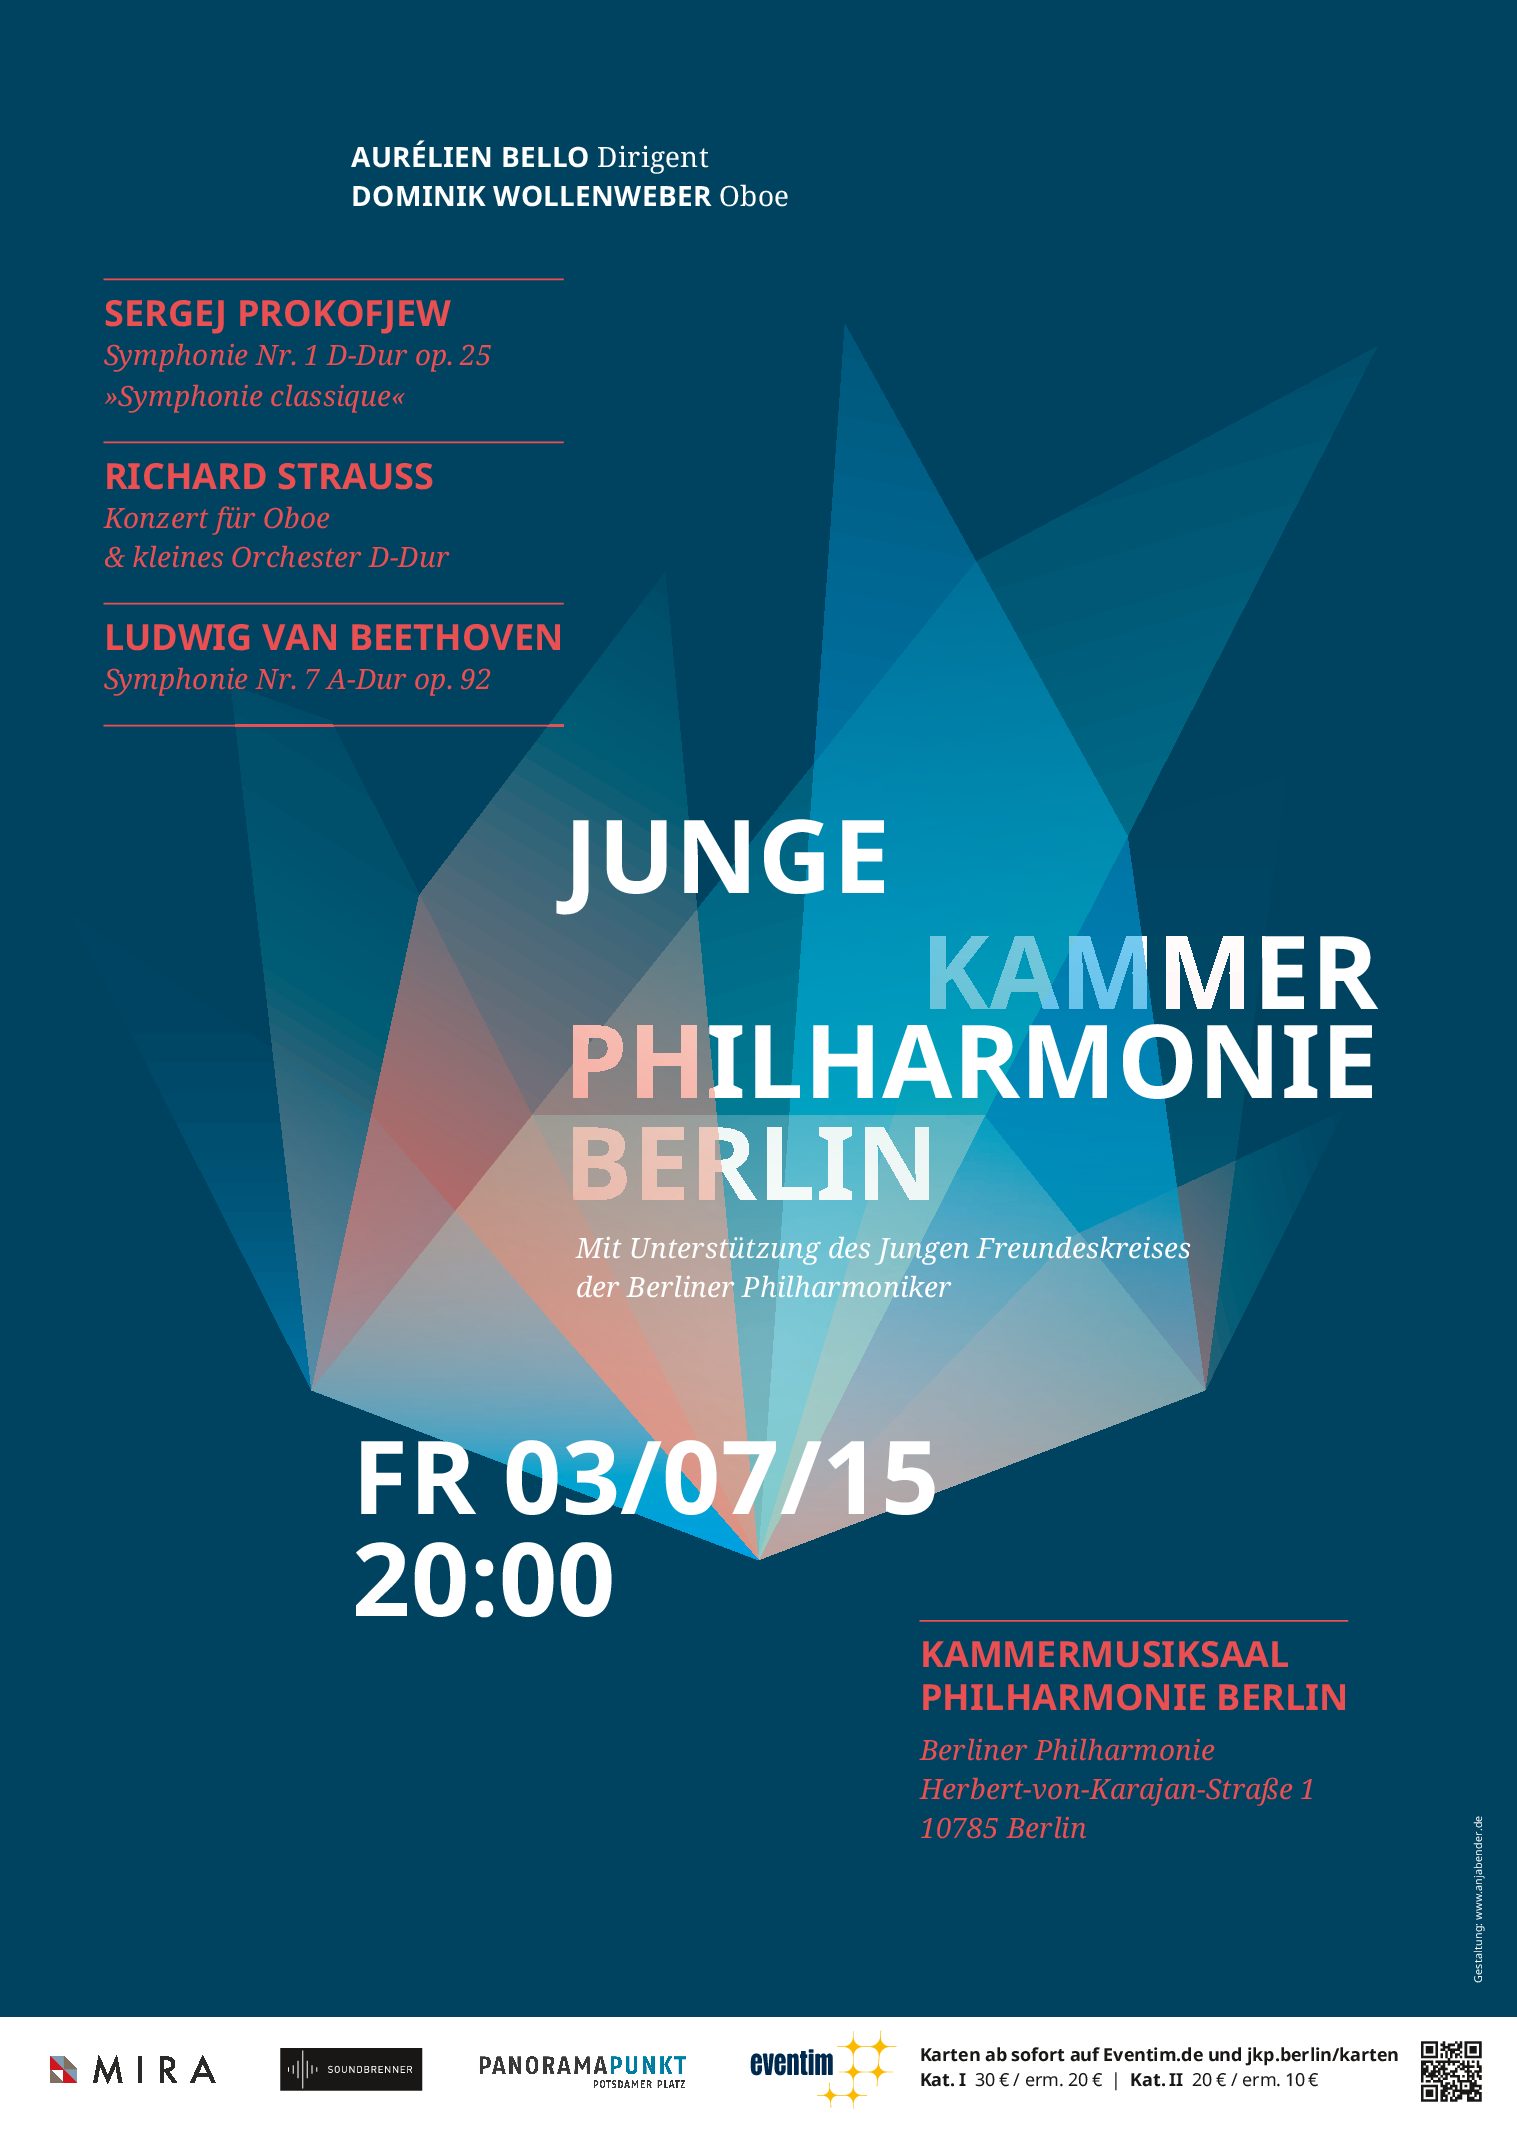 AURÉLIEN BELLO Dirigent
DOMINIK WOLLENWEBER Oboe
SERGEJ PROKOFJEW
Symphonie Nr. 1 D-Dur op. 25
»Symphonie classique«
RICHARD STRAUSS
Konzert für Oboe
& kleines Orchester D-Dur
LUDWIG VAN BEETHOVEN
Symphonie Nr. 7 A-Dur op. 92
JUNGE
KAMMER
PHILHARMONIE
BERLIN
Mit Unterstützung des Jungen Freundeskreises
der Berliner Philharmoniker
FR 03/07/15
20:00
KAMMERMUSIKSAAL
PHILHARMONIE BERLIN
Berliner Philharmonie
Herbert-von-Karajan-Straße 1
10785 Berlin
Gestaltung: www.anjabender.de
MIRA
SOUNDBRENNER
PANORAMAPUNKT
POTSDAMER PLATZ
eventim
Karten ab sofort auf Eventim.de und jkp.berlin/karten
Kat. I 30 € / erm. 20 € | Kat. II 20 € / erm. 10 €